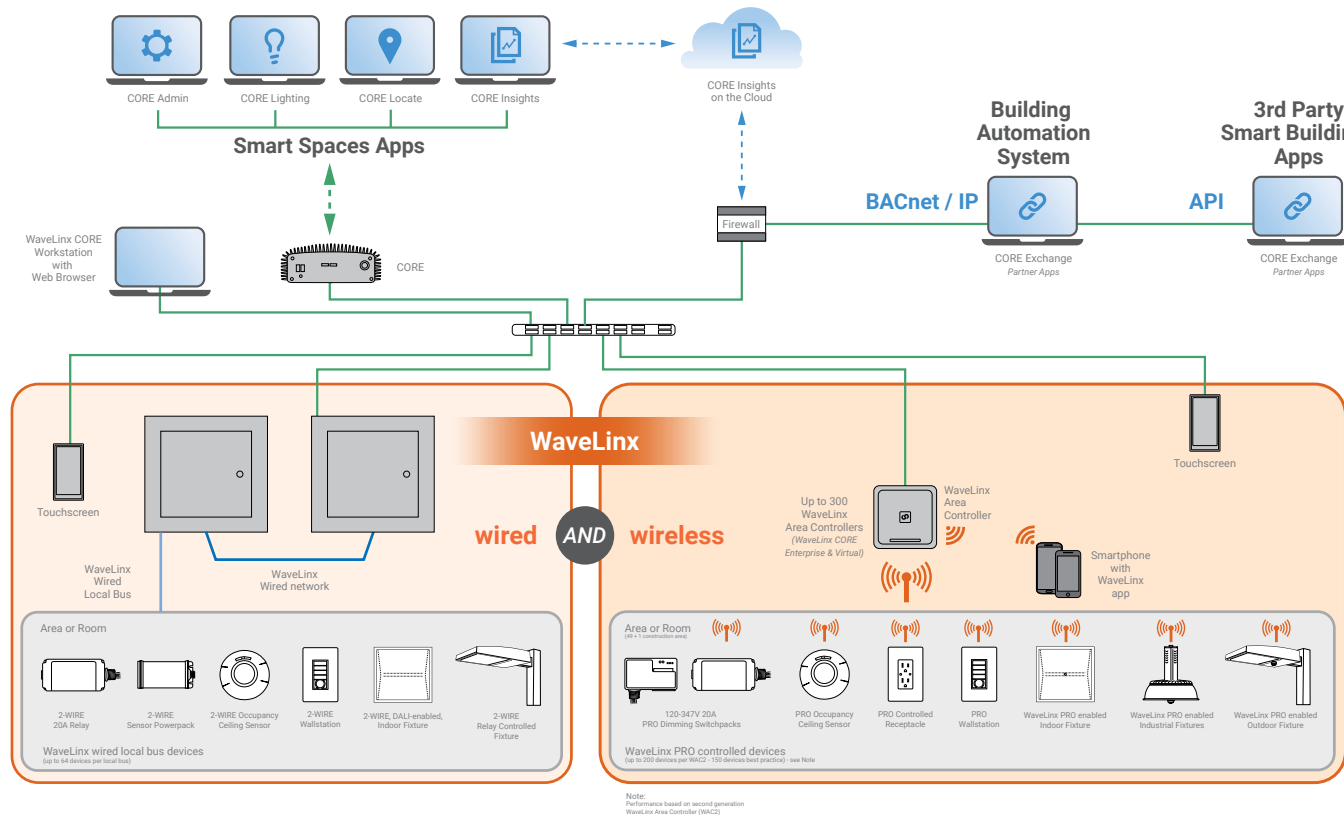 CORE Admin
CORE Lighting
CORE Locate
CORE Insights
CORE Insights
on the Cloud
Smart Spaces Apps
Building
Automation
System
3rd Party
Smart Buildin
Apps
BACnet / IP
API
Firewall
CORE Exchange
Partner Apps
CORE Exchange
Partner Apps
WaveLinx CORE
Workstation
with
Web Browser
CORE
WaveLinx
wired
AND
wireless
Touchscreen
WaveLinx
Wired
Local Bus
WaveLinx
Wired network
Up to 300
WaveLinx
Area Controllers
(WaveLinx CORE
Enterprise & Virtual)
WaveLinx
Area
Controller
Smartphone
with
WaveLinx
app
Touchscreen
Area or Room
2-WIRE
20A Relay
2-WIRE
Sensor Powerpack
2-WIRE Occupancy
Ceiling Sensor
2-WIRE
Wallstation
2-WIRE, DALI-enabled,
Indoor Fixture
2-WIRE
Relay Controlled
Fixture
WaveLinx wired local bus devices
(up to 64 devices per local bus)
Area or Room
(49 + 1 construction area)
120-347V 20A
PRO Dimming Switchpacks
PRO Occupancy
Ceiling Sensor
PRO Controlled
Receptacle
PRO
Wallstation
WaveLinx PRO enabled
Indoor Fixture
WaveLinx PRO enabled
Industrial Fixtures
WaveLinx PRO enabled
Outdoor Fixture
WaveLinx PRO controlled devices
(up to 200 devices per WAC2 - 150 devices best practice) - see Note
Note:
Performance based on second generation
WaveLinx Area Controller (WAC2)